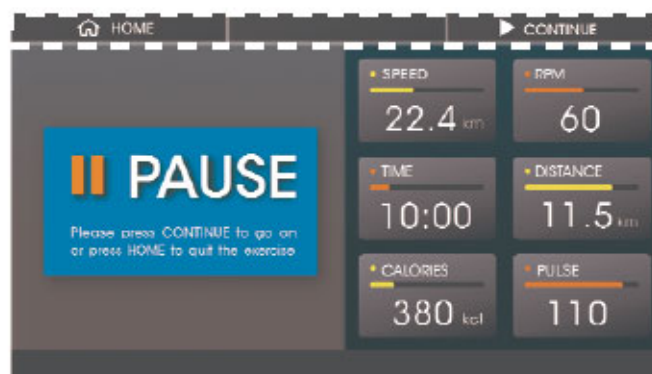 HOME
CONTINUE
PAUSE
Please press CONTINUE to go on
or press HOME to quit the exercise
SPEED
22.4 km
RPM
60
TIME
10:00
DISTANCE
11.5 km
CALORIES
380 kcl
PULSE
110